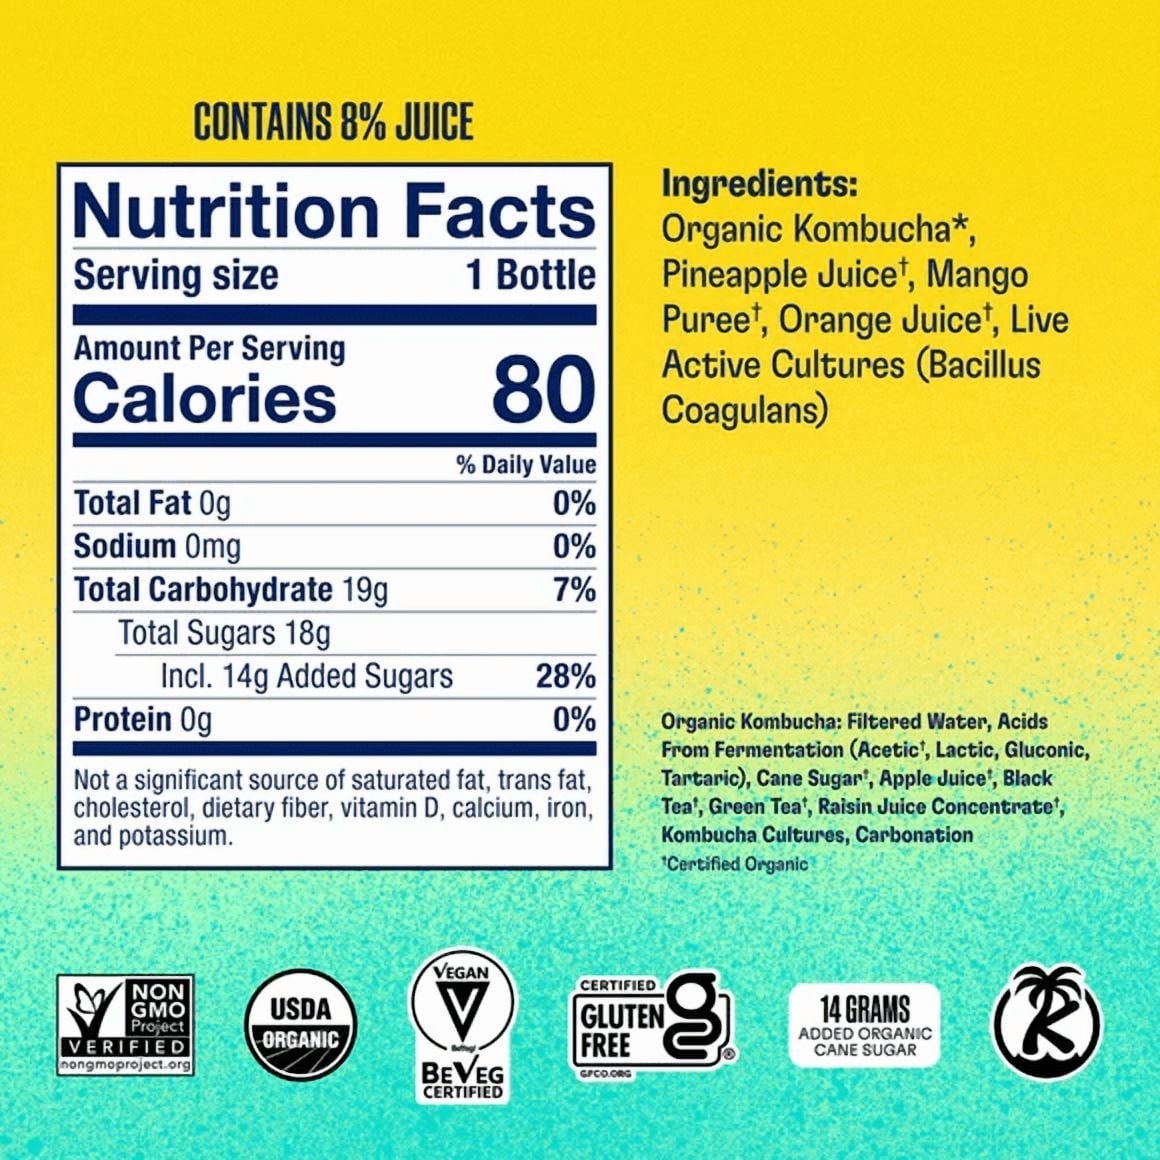 CONTAINS 8% JUICE
Nutrition Facts
Serving size 1 Bottle
Amount Per Serving
Calories 80
% Daily Value
Total Fat 0g 0%
Sodium 0mg 0%
Total Carbohydrate 19g 7%
Total Sugars 18g
Incl. 14g Added Sugars 28%
Protein 0g 0%
Not a significant source of saturated fat, trans fat,
cholesterol, dietary fiber, vitamin D, calcium, iron,
and potassium.
Ingredients:
Organic Kombucha*,
Pineapple Juice†, Mango
Puree†, Orange Juice†, Live
Active Cultures (Bacillus
Coagulans)
Organic Kombucha: Filtered Water, Acids
From Fermentation (Acetic†, Lactic, Gluconic,
Tartaric), Cane Sugar†, Apple Juice†, Black
Tea†, Green Tea†, Raisin Juice Concentrate†,
Kombucha Cultures, Carbonation
†Certified Organic
NON
GMO
Project
VERIFIED
nongmoproject.org
USDA
ORGANIC
VEGAN
V
BeVeg
CERTIFIED
CERTIFIED
GLUTEN
FREE
g
®
GFCO.ORG
14 GRAMS
ADDED ORGANIC
CANE SUGAR
K